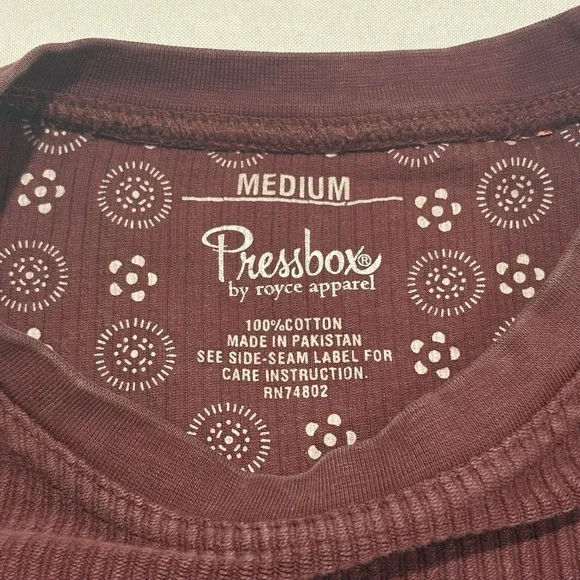 MEDIUM
Pressbox®
by royce apparel
100%COTTON
MADE IN PAKISTAN
SEE SIDE-SEAM LABEL FOR
CARE INSTRUCTION.
RN74802